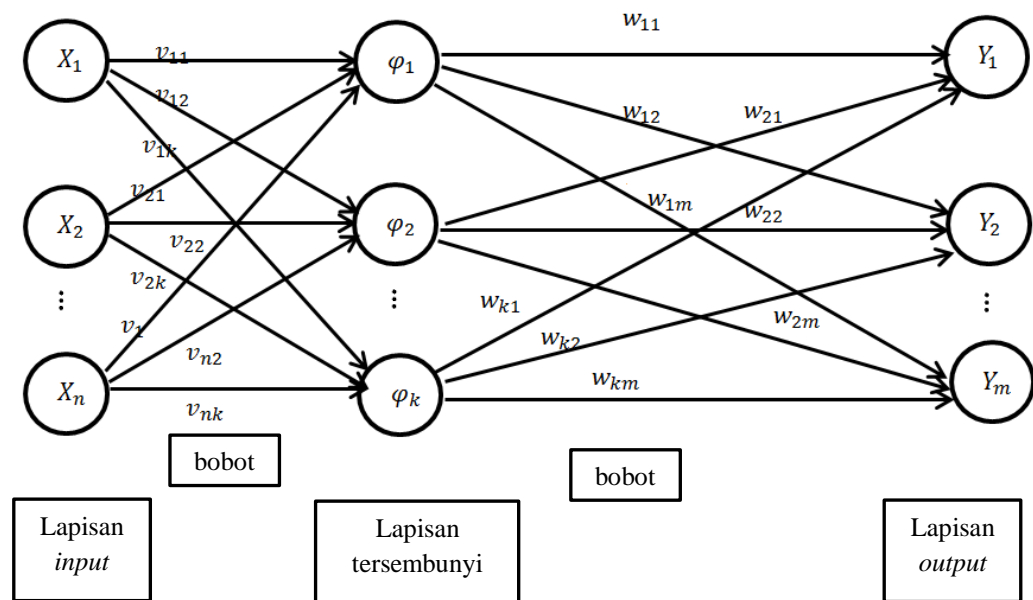 w₁₁
X₁
v₁₁
φ₁
Y₁
v₁₂
w₁₂
w₂₁
v₁ₖ
v₂₁
w₁ₘ
w₂₂
X₂
φ₂
Y₂
v₂₂
v₂ₖ
⋮
⋮
⋮
wₖ₁
w₂ₘ
v₁
wₖ₂
vₙ₂
Xₙ
φₖ
wₖₘ
Yₘ
vₙₖ
bobot
bobot
Lapisan
input
Lapisan
tersembunyi
Lapisan
output